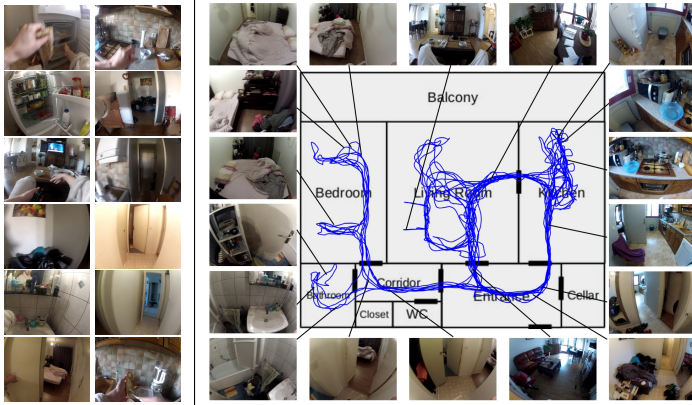 Balcony
Bedroom
Living Room
Kitchen
Bathroom
Corridor
Entrance
Cellar
Closet
WC